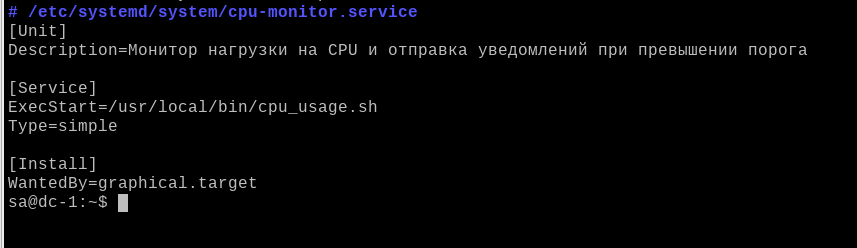 # /etc/systemd/system/cpu-monitor.service
[Unit]
Description=Монитор нагрузки на CPU и отправка уведомлений при превышении порога
[Service]
ExecStart=/usr/local/bin/cpu_usage.sh
Type=simple
[Install]
WantedBy=graphical.target
sa@dc-1:~$